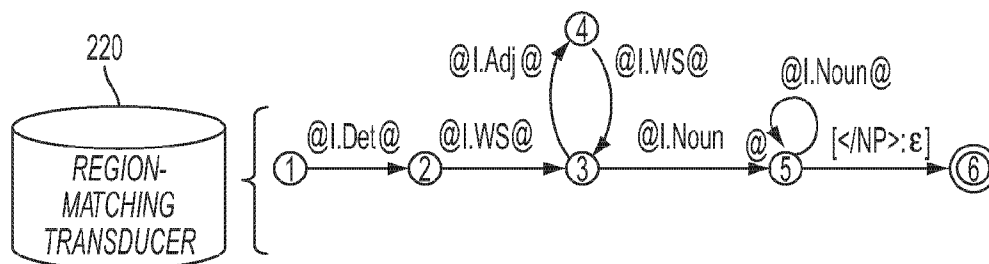 220
REGION-
MATCHING
TRANSDUCER
1
@I.Det@
2
@I.WS@
3
@I.Adj@
4
@I.WS@
@I.Noun
@
5
@I.Noun@
[</NP>:ε]
6